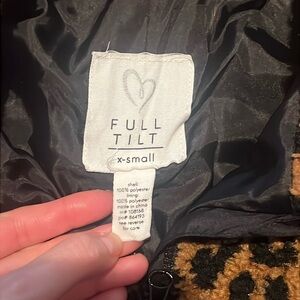 FULL
TILT
x-small
shell:
100% polyester
lining:
100% polyester
made in china
see reverse
for care